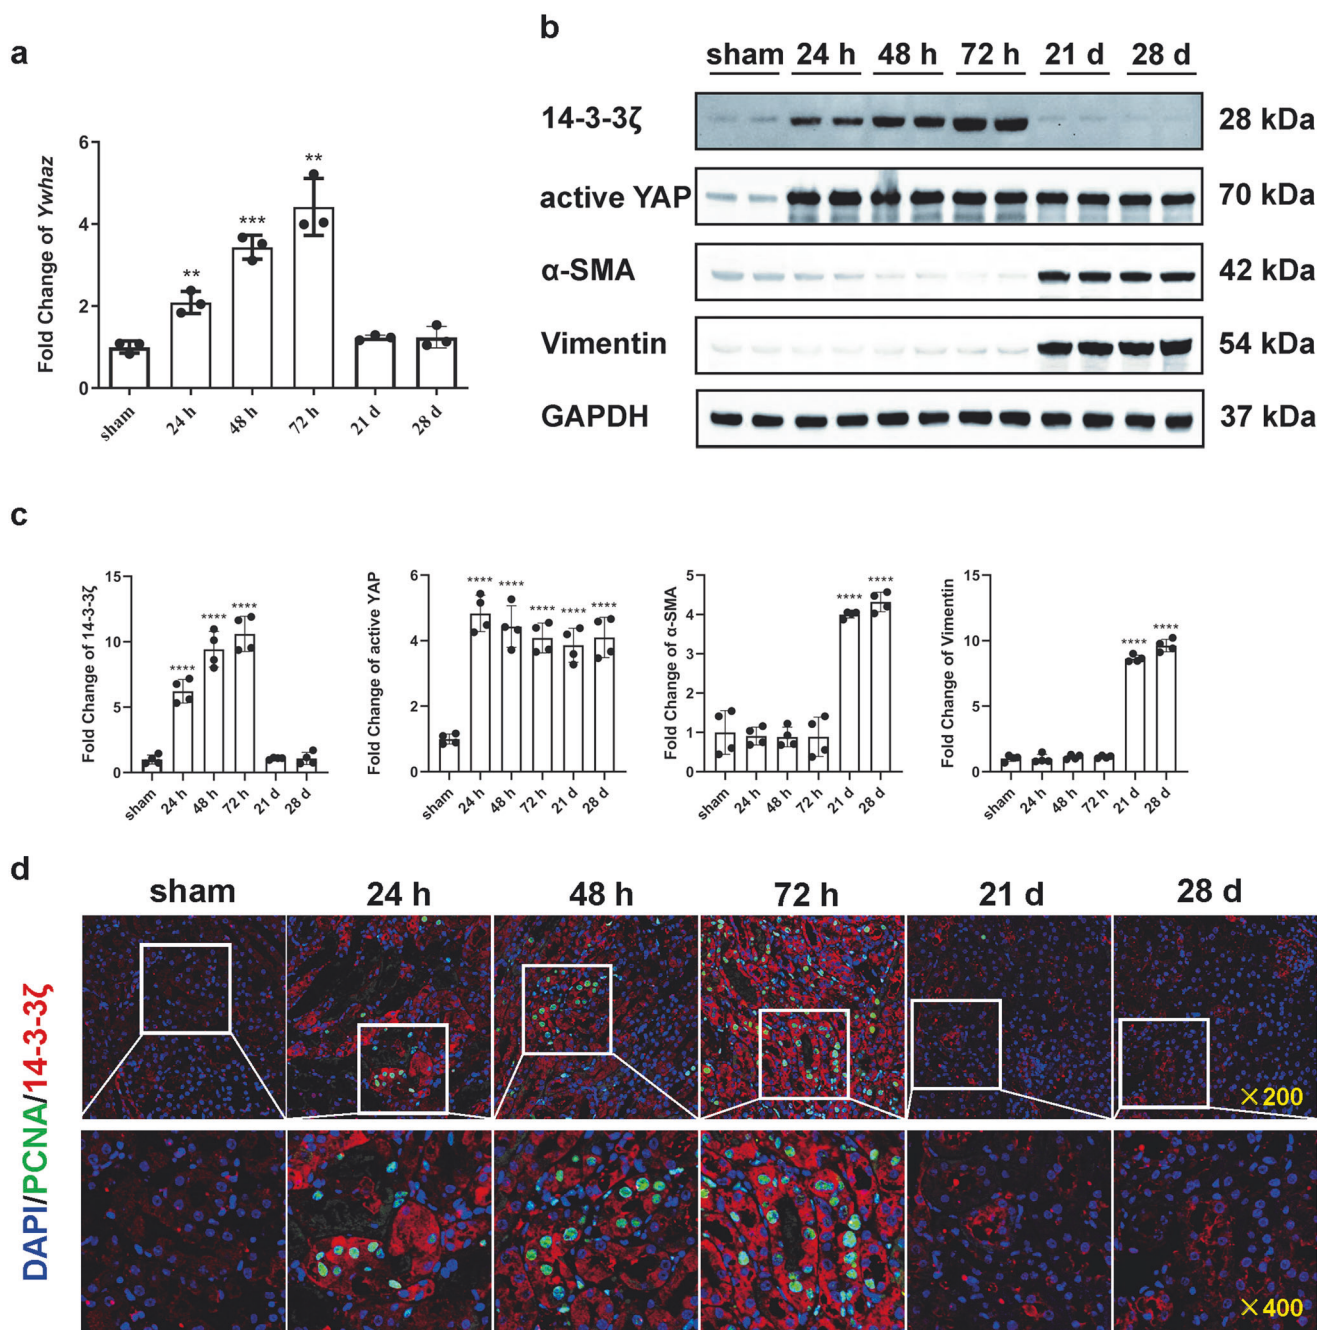 a
Fold Change of Ywhaz
6
4
2
0
**
***
**
sham
24 h
48 h
72 h
21 d
28 d
b
sham 24 h 48 h 72 h 21 d 28 d
14-3-3ζ 28 kDa
active YAP 70 kDa
α-SMA 42 kDa
Vimentin 54 kDa
GAPDH 37 kDa
c
Fold Change of 14-3-3ζ
15
10
5
0
****
****
****
sham
24 h
48 h
72 h
21 d
28 d
Fold Change of active YAP
6
4
2
0
****
****
****
****
****
sham
24 h
48 h
72 h
21 d
28 d
Fold Change of α-SMA
5
4
3
2
1
0
****
****
sham
24 h
48 h
72 h
21 d
28 d
Fold Change of Vimentin
15
10
5
0
****
****
sham
24 h
48 h
72 h
21 d
28 d
d
sham 24 h 48 h 72 h 21 d 28 d
DAPI/PCNA/14-3-3ζ
×200
×400